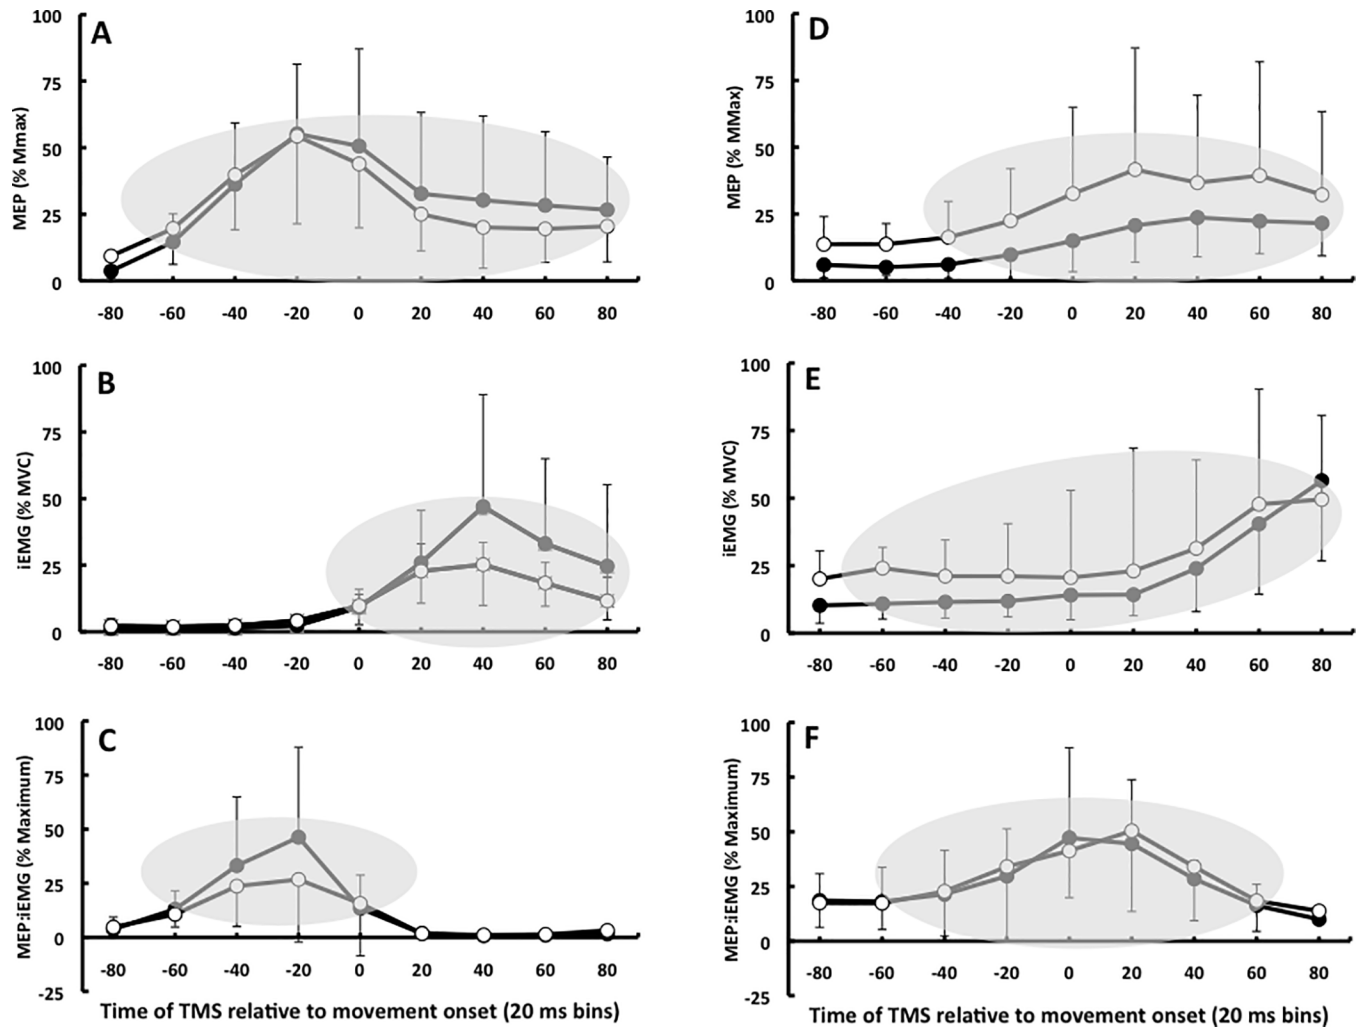 A
MEP (% Mmax)
100
75
50
25
0
-80 -60 -40 -20 0 20 40 60 80
D
MEP (% MMax)
100
75
50
25
0
-80 -60 -40 -20 0 20 40 60 80
B
iEMG (% MVC)
100
75
50
25
0
-80 -60 -40 -20 0 20 40 60 80
E
iEMG (% MVC)
100
75
50
25
0
-80 -60 -40 -20 0 20 40 60 80
C
MEP:iEMG (% Maximum)
100
75
50
25
0
-25
-80 -60 -40 -20 0 20 40 60 80
Time of TMS relative to movement onset (20 ms bins)
F
MEP:iEMG (% Maximum)
100
75
50
25
0
-25
-80 -60 -40 -20 0 20 40 60 80
Time of TMS relative to movement onset (20 ms bins)